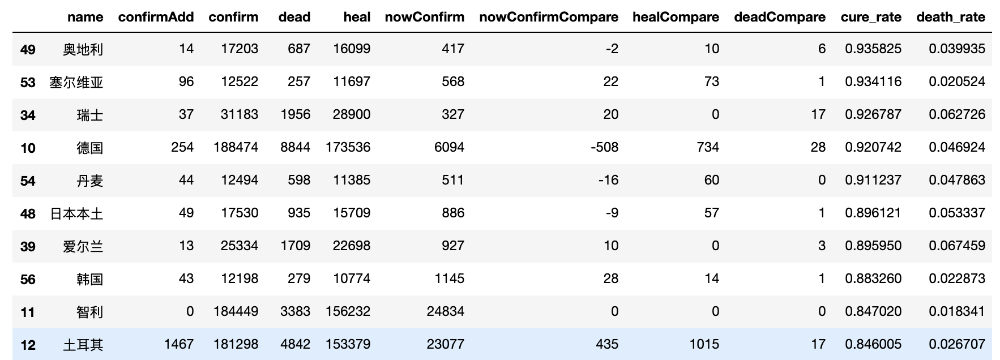 name confirmAdd confirm dead heal nowConfirm nowConfirmCompare healCompare deadCompare cure_rate death_rate
49 奥地利 14 17203 687 16099 417 -2 10 6 0.935825 0.039935
53 塞尔维亚 96 12522 257 11697 568 22 73 1 0.934116 0.020524
34 瑞士 37 31183 1956 28900 327 20 0 17 0.926787 0.062726
10 德国 254 188474 8844 173536 6094 -508 734 28 0.920742 0.046924
54 丹麦 44 12494 598 11385 511 -16 60 0 0.911237 0.047863
48 日本本土 49 17530 935 15709 886 -9 57 1 0.896121 0.053337
39 爱尔兰 13 25334 1709 22698 927 10 0 3 0.895950 0.067459
56 韩国 43 12198 279 10774 1145 28 14 1 0.883260 0.022873
11 智利 0 184449 3383 156232 24834 0 0 0 0.847020 0.018341
12 土耳其 1467 181298 4842 153379 23077 435 1015 17 0.846005 0.026707